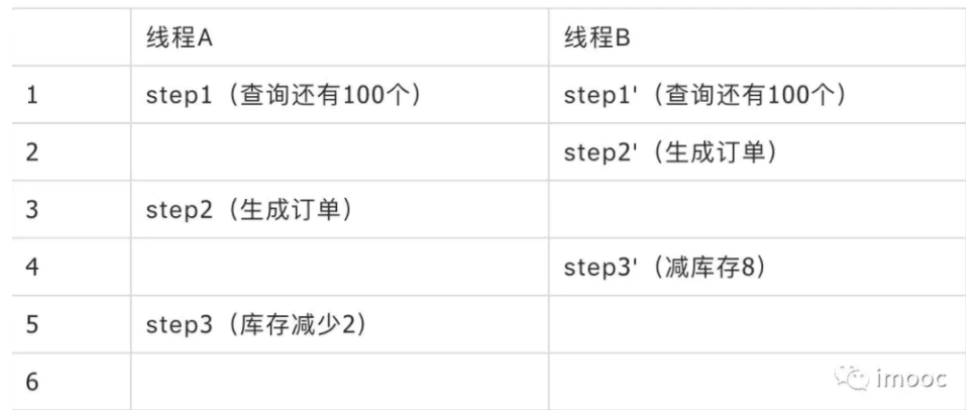 线程A 线程B
1 step1（查询还有100个） step1'（查询还有100个）
2 step2'（生成订单）
3 step2（生成订单）
4 step3'（减库存8）
5 step3（库存减少2）
6
imooc